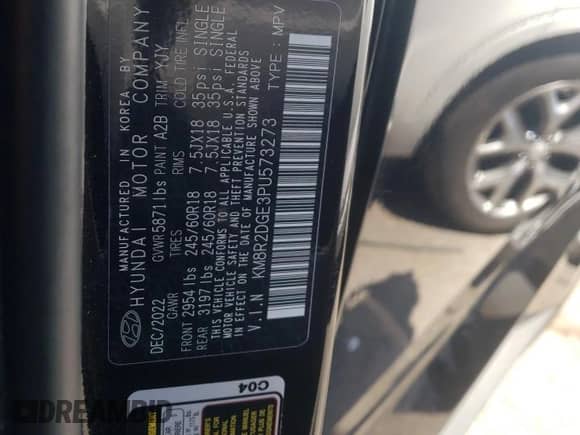 MANUFACTURED IN KOREA BY
HYUNDAI MOTOR COMPANY
DEC/2022 GVWR 5871 lbs PAINT A2B TRIM YJY
GAWR TIRES RIMS COLD TIRE INFL.
FRONT 2954 lbs 245/60R18 7.5JX18 35psi SINGLE
REAR 3197 lbs 245/60R18 7.5JX18 35psi SINGLE
THIS VEHICLE CONFORMS TO ALL APPLICABLE U.S.A. FEDERAL
MOTOR VEHICLE SAFETY AND THEFT PREVENTION STANDARDS
IN EFFECT ON THE DATE OF MANUFACTURE SHOWN ABOVE
V.I.N KM8R2DGE3PU573273 TYPE : MPV
C04
DREAMBID